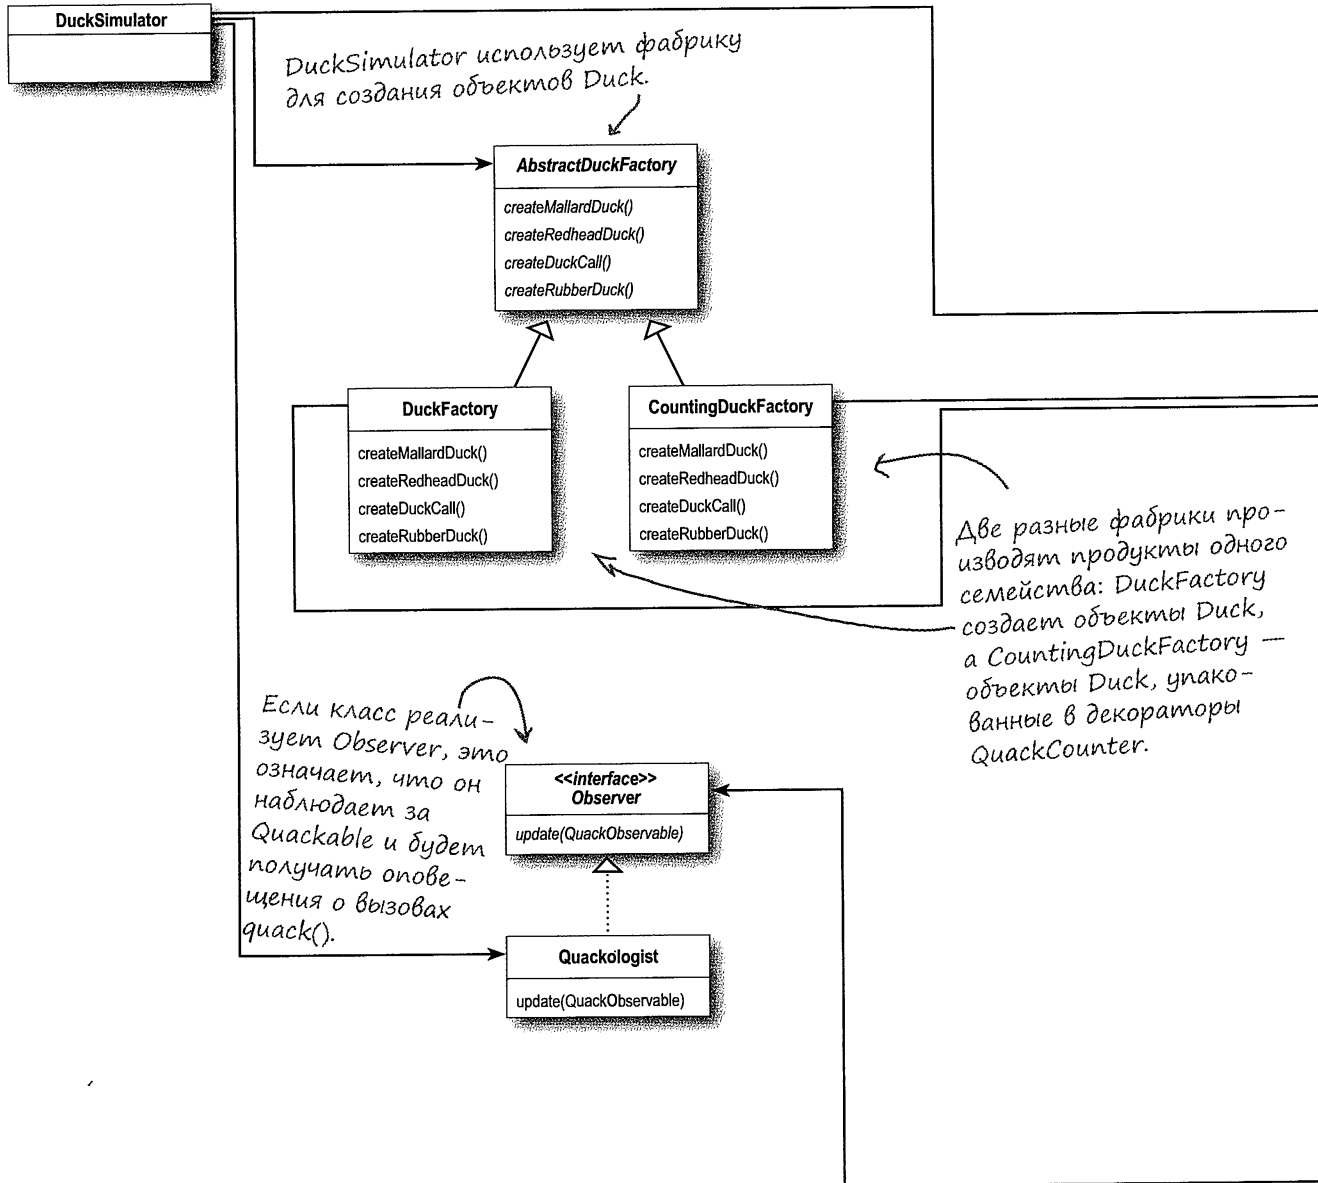 DuckSimulator
DuckSimulator использует фабрику
для создания объектов Duck.
AbstractDuckFactory
createMallardDuck()
createRedheadDuck()
createDuckCall()
createRubberDuck()
DuckFactory
createMallardDuck()
createRedheadDuck()
createDuckCall()
createRubberDuck()
CountingDuckFactory
createMallardDuck()
createRedheadDuck()
createDuckCall()
createRubberDuck()
Две разные фабрики про-
изводят продукты одного
семейства: DuckFactory
создает объекты Duck,
а CountingDuckFactory —
объекты Duck, упако-
ванные в декораторы
QuackCounter.
Если класс реали-
зует Observer, это
означает, что он
наблюдает за
Quackable и будет
получать опове-
щения о вызовах
quack().
<<interface>>
Observer
update(QuackObservable)
Quackologist
update(QuackObservable)